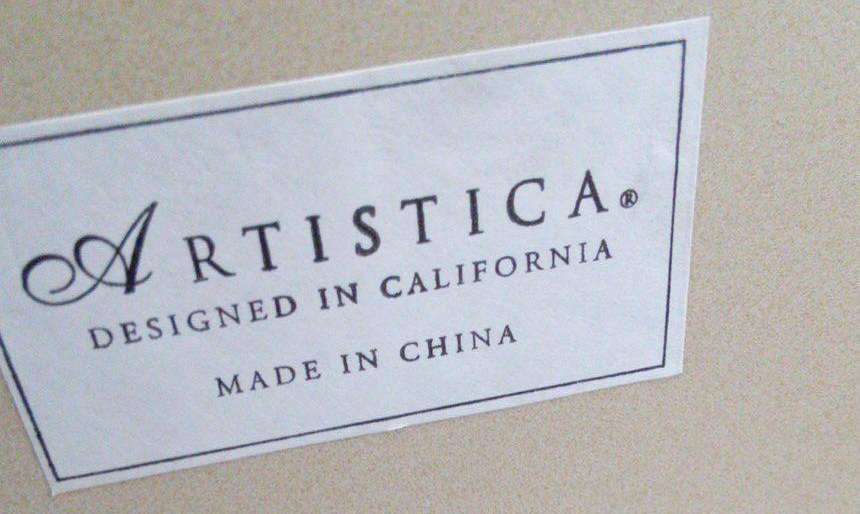 ARTISTICA®
DESIGNED IN CALIFORNIA
MADE IN CHINA